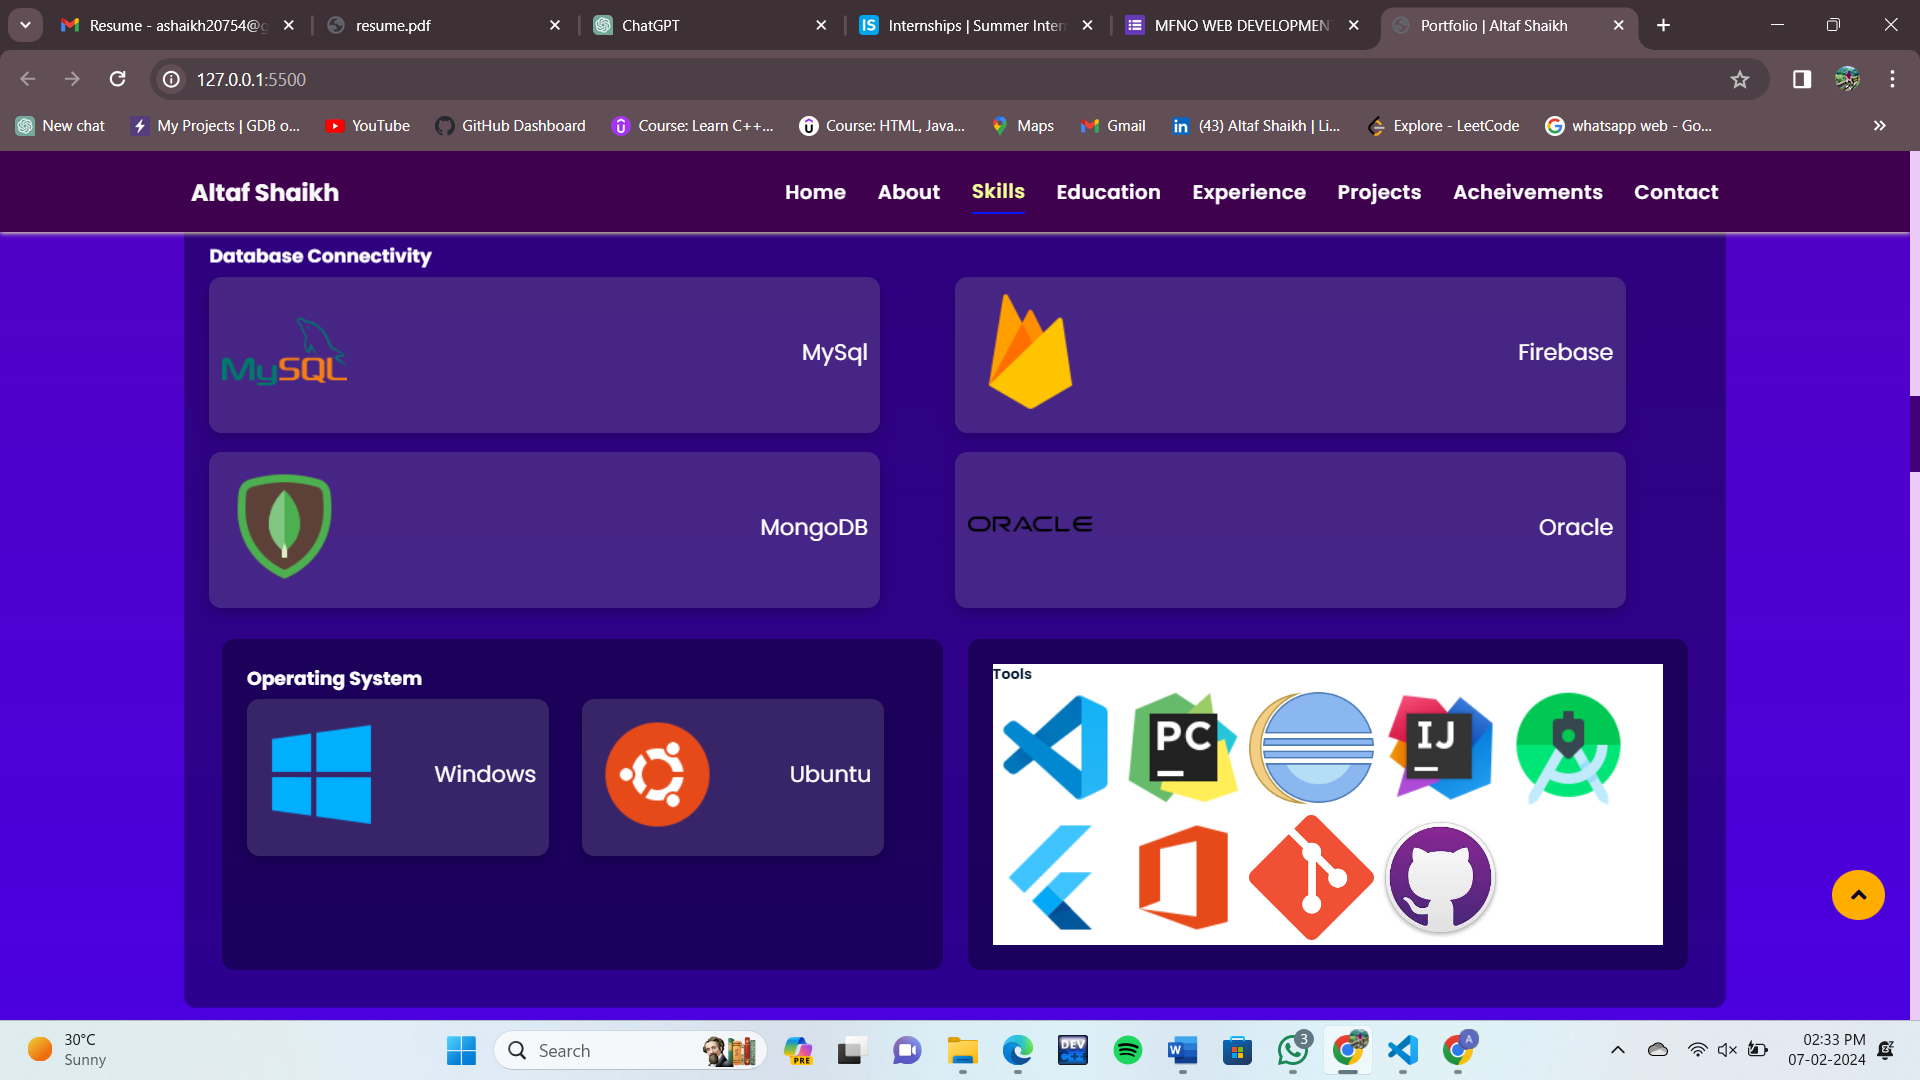 Resume - ashaikh20754@g
resume.pdf
ChatGPT
Internships | Summer Inter
MFNO WEB DEVELOPMEN
Portfolio | Altaf Shaikh
127.0.0.1:5500
New chat
My Projects | GDB o...
YouTube
GitHub Dashboard
Course: Learn C++...
Course: HTML, Java...
Maps
Gmail
(43) Altaf Shaikh | Li...
Explore - LeetCode
whatsapp web - Go...
Altaf Shaikh
Home
About
Skills
Education
Experience
Projects
Acheivements
Contact
Database Connectivity
MySQL
MySql
Firebase
MongoDB
ORACLE
Oracle
Operating System
Windows
Ubuntu
Tools
PC
IJ
30°C
Sunny
Search
PRE
DEV
W
3
A
02:33 PM
07-02-2024